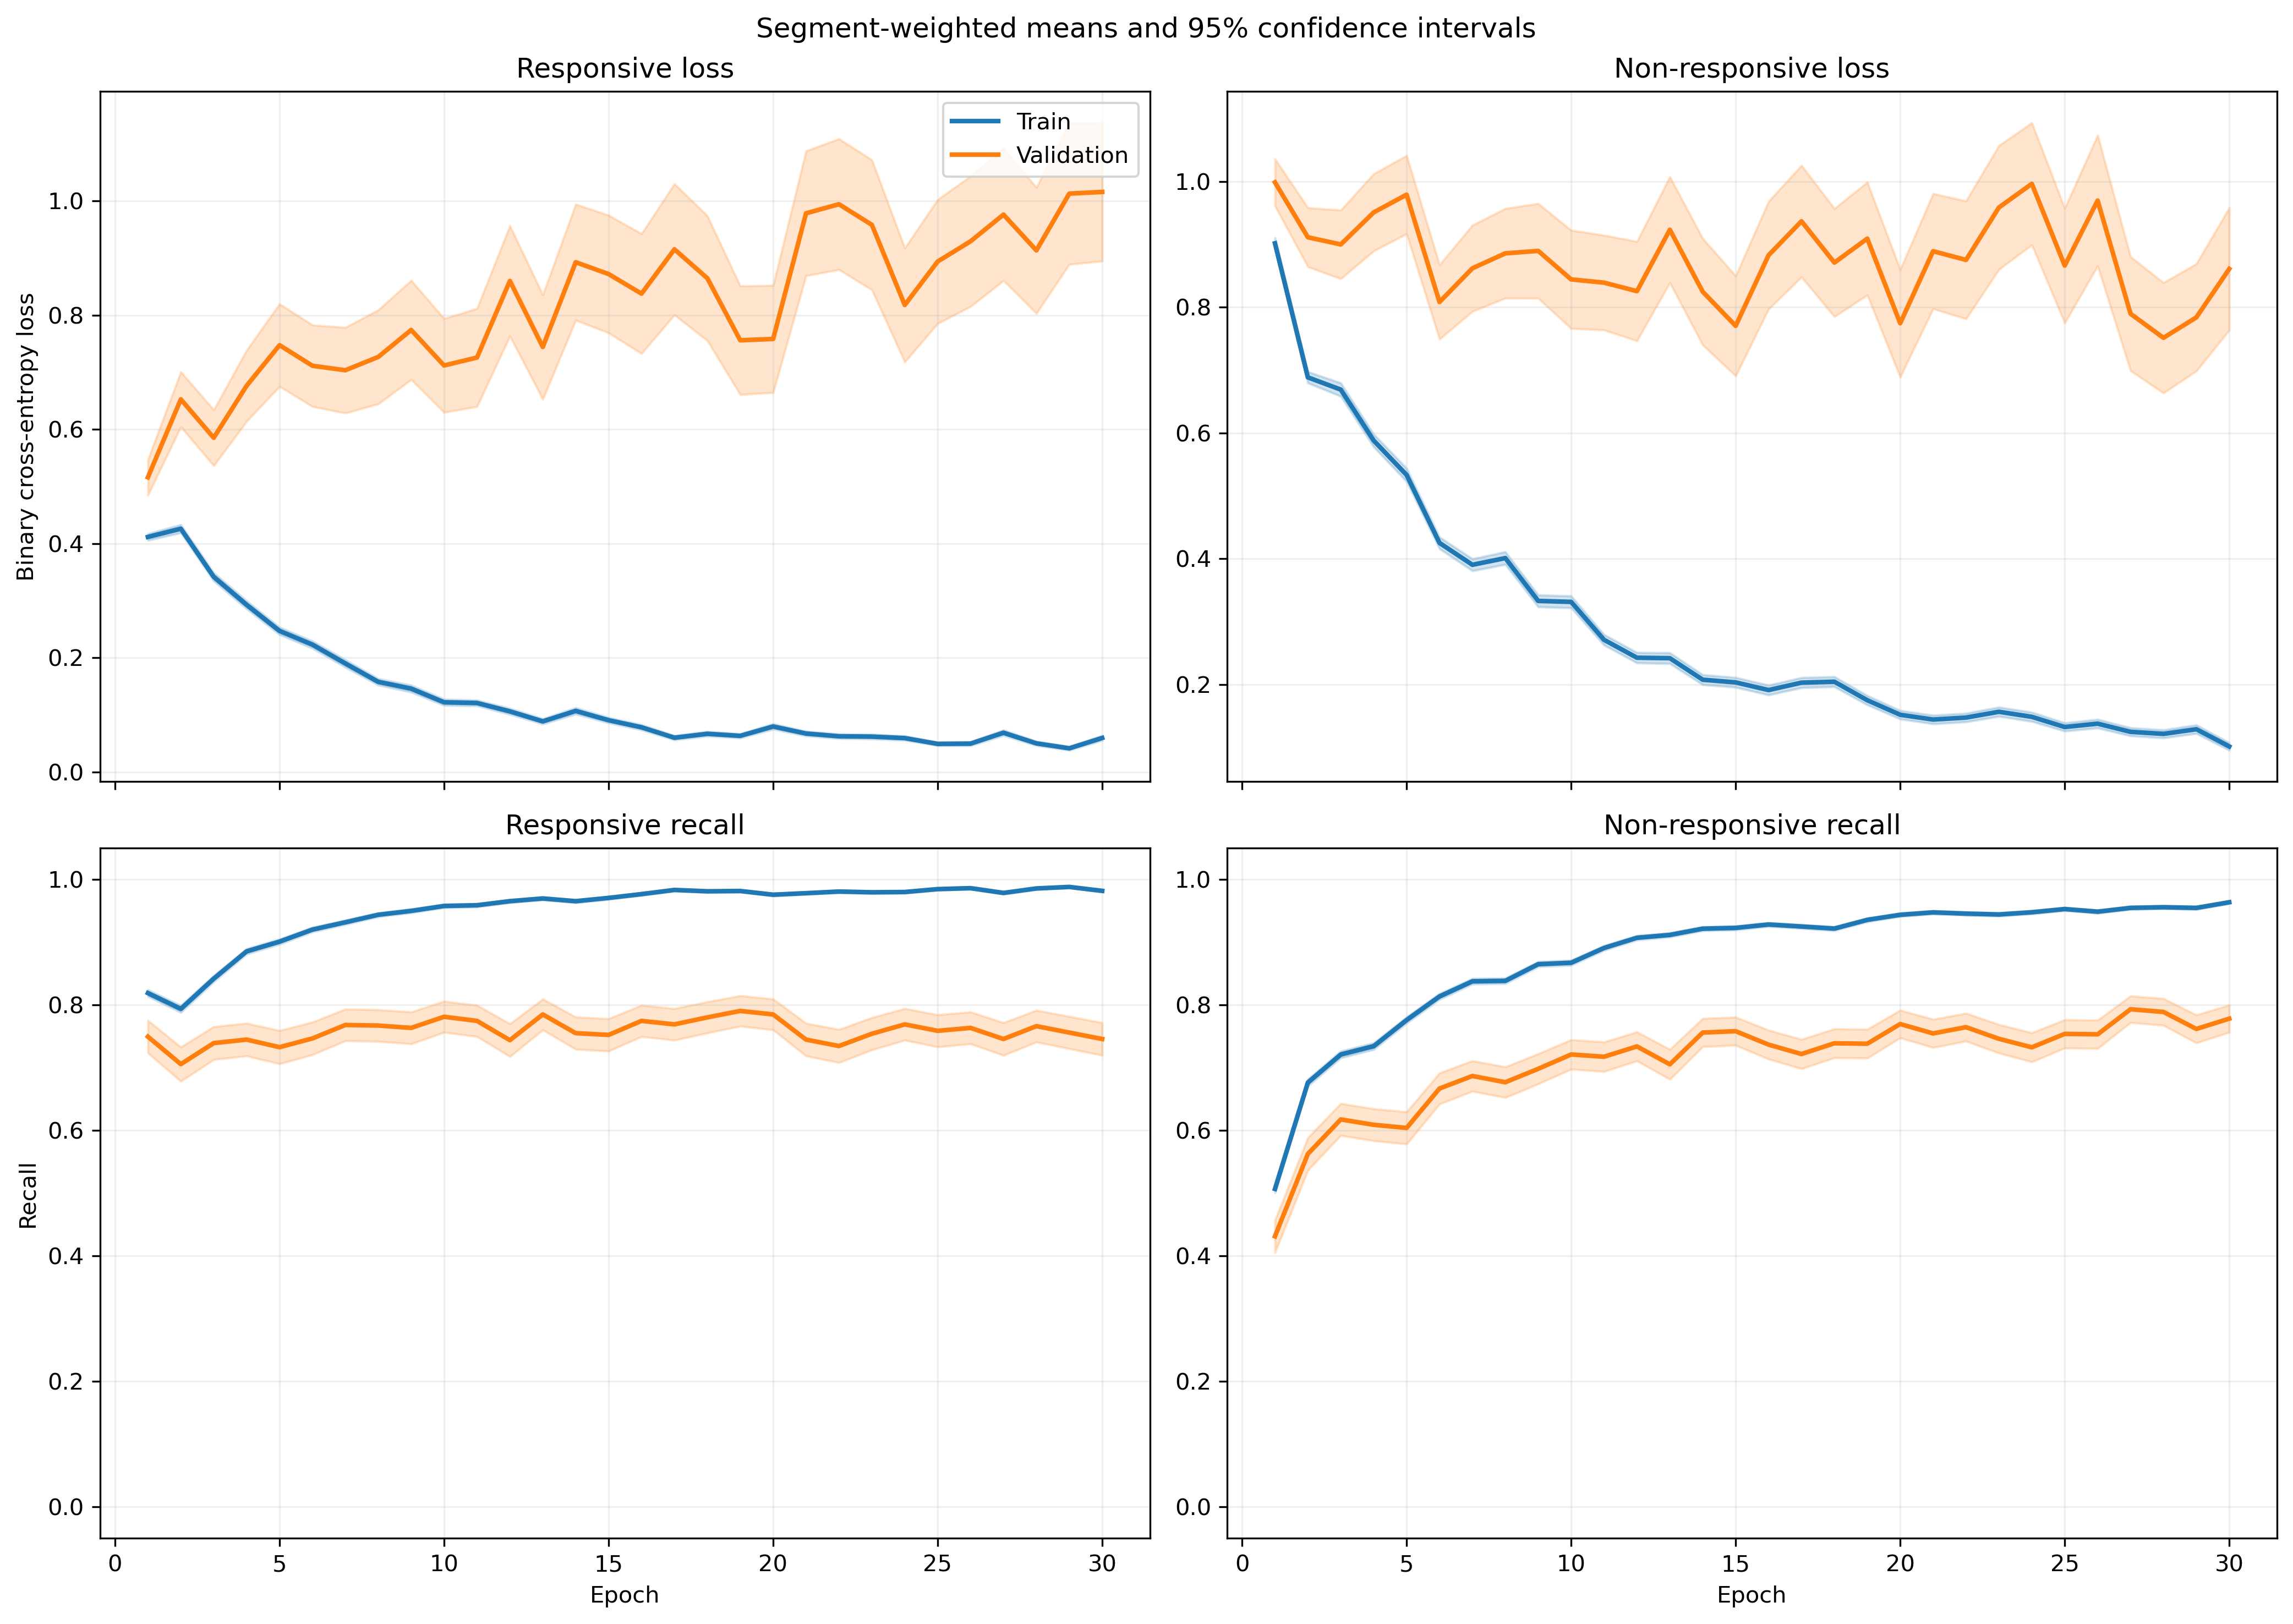 Segment-weighted means and 95% confidence intervals
Responsive loss
Non-responsive loss
Train
Validation
Binary cross-entropy loss
1.0
0.8
0.6
0.4
0.2
0.0
1.0
0.8
0.6
0.4
0.2
Responsive recall
Non-responsive recall
Recall
1.0
0.8
0.6
0.4
0.2
0.0
1.0
0.8
0.6
0.4
0.2
0.0
0 5 10 15 20 25 30
0 5 10 15 20 25 30
Epoch
Epoch